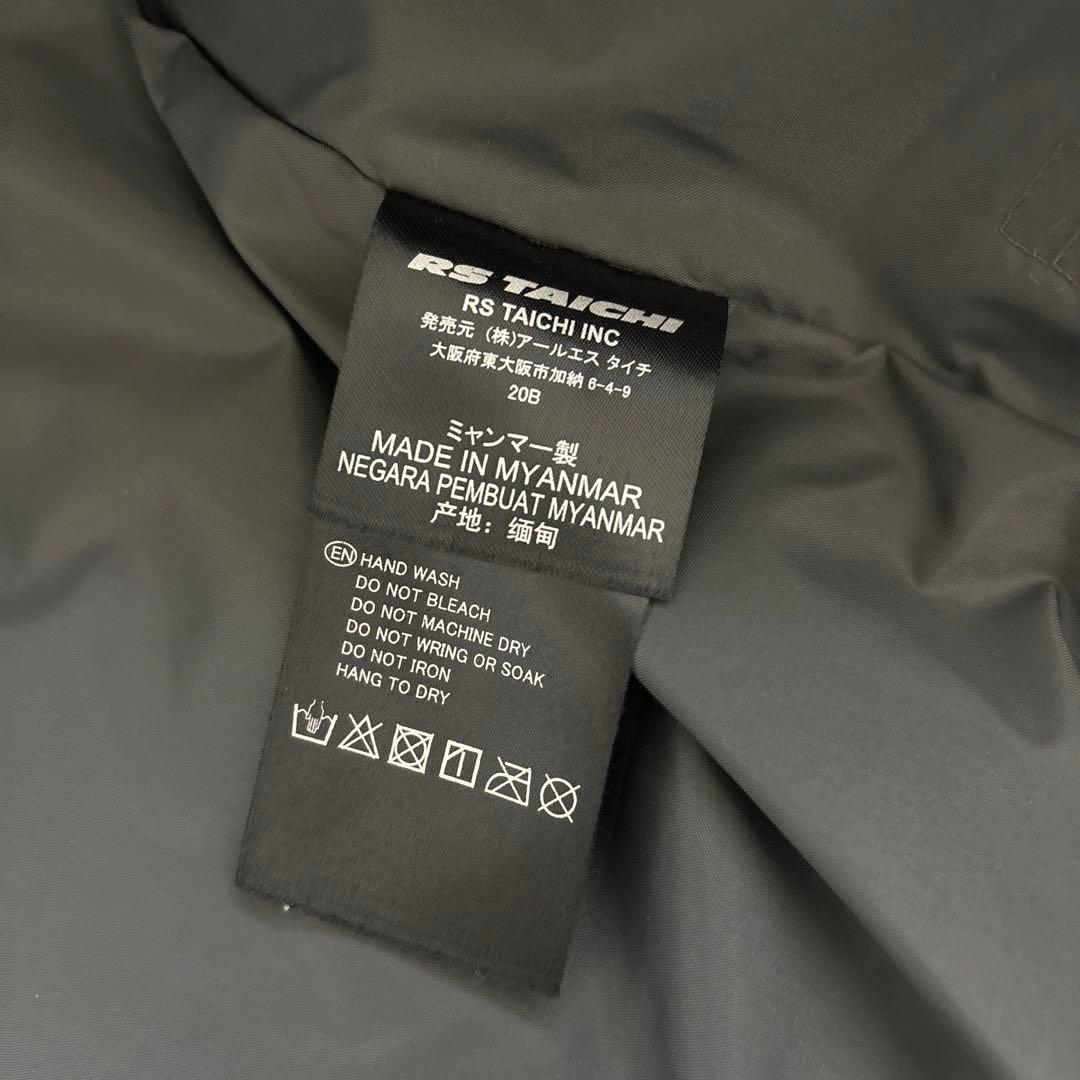 RS TAICHI
RS TAICHI INC
発売元 (株)アールエス タイチ
大阪府東大阪市加納 6-4-9
20B
ミャンマー製
MADE IN MYANMAR
NEGARA PEMBUAT MYANMAR
产地: 缅甸
EN HAND WASH
DO NOT BLEACH
DO NOT MACHINE DRY
DO NOT WRING OR SOAK
DO NOT IRON
HANG TO DRY